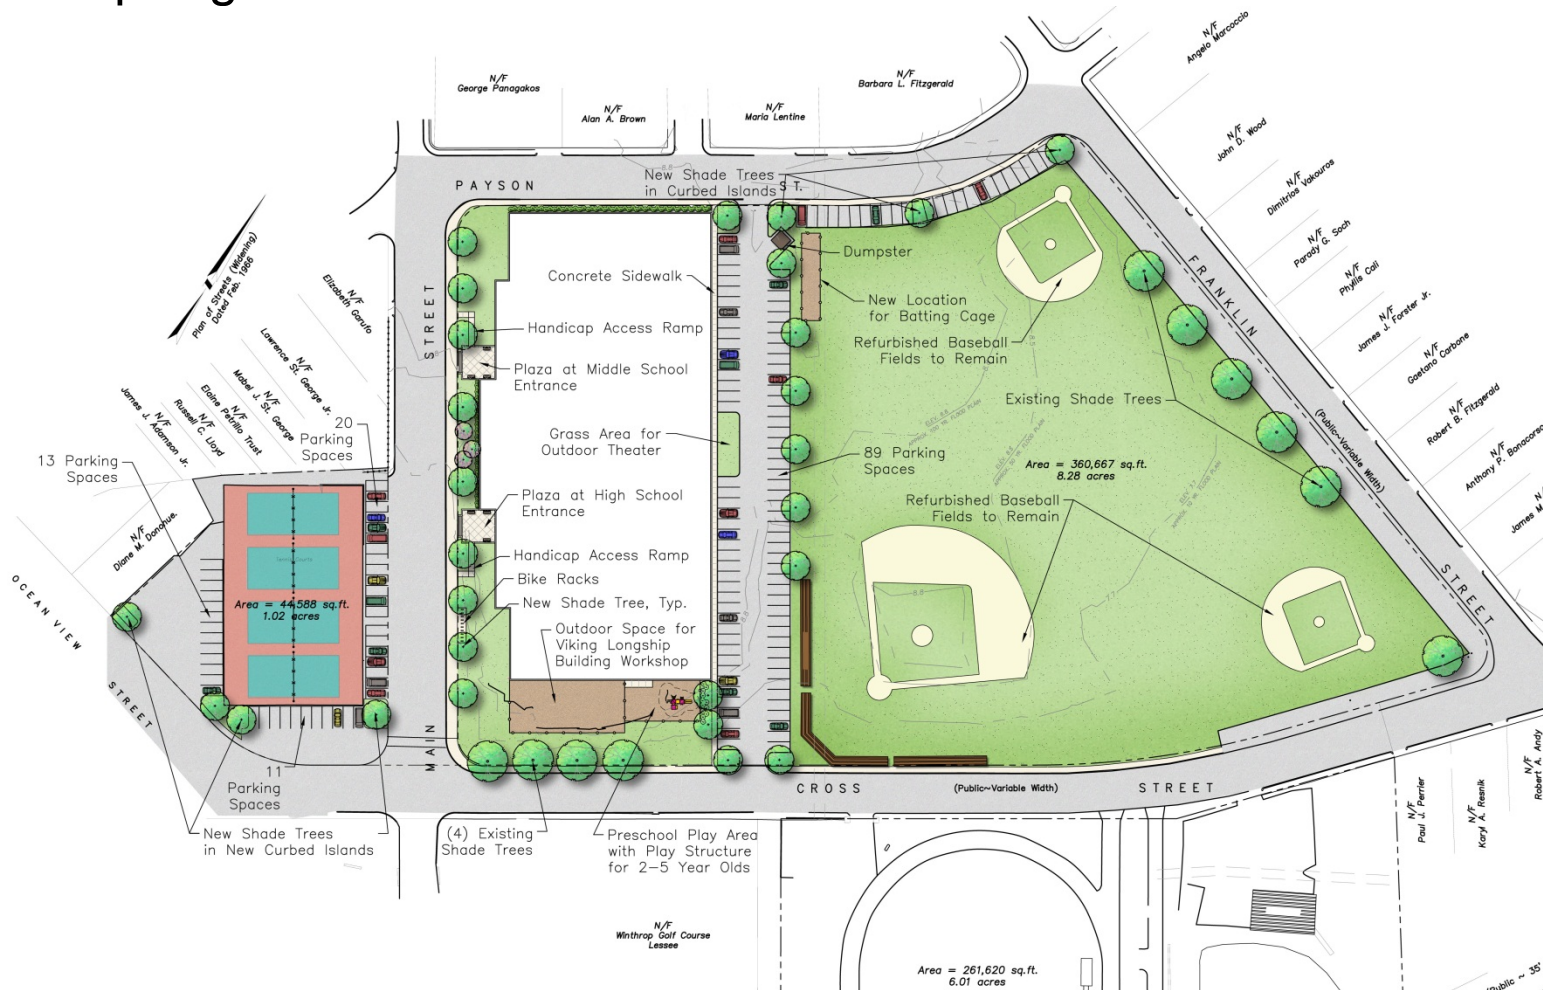 N/F
George Panagakos
N/F
Alan A. Brown
N/F
Maria Lentine
N/F
Barbara L. Fitzgerald
N/F
Angelo Marcoccio
N/F
John D. Wood
N/F
Dimitrios Vakouros
N/F
Parady G. Soch
N/F
Phyllis Cali
N/F
James J. Forster Jr.
N/F
Gaetano Carbone
N/F
Robert B. Fitzgerald
N/F
Anthony P. Bonacorso
James M
PAYSON ST.
New Shade Trees
in Curbed Islands
Dumpster
Concrete Sidewalk
New Location
for Batting Cage
Handicap Access Ramp
Refurbished Baseball
Fields to Remain
Plaza at Middle School
Entrance
Existing Shade Trees
Grass Area for
Outdoor Theater
89 Parking
Spaces
Area = 360,667 sq.ft.
8.28 acres
Plaza at High School
Entrance
Refurbished Baseball
Fields to Remain
Handicap Access Ramp
Bike Racks
New Shade Tree, Typ.
Outdoor Space for
Viking Longship
Building Workshop
FRANKLIN STREET
(Public~Variable Width)
Plan of Streets (Widening)
Dated Feb. 1966
N/F
Elizabeth Garufo
N/F
Lawrence St. George Jr.
N/F
Mabel J. St. George
N/F
Elaine Petrillo Trust
N/F
Russell C. Lloyd
N/F
James J. Adamson Jr.
20
Parking
Spaces
13 Parking
Spaces
N/F
Diane M. Donohue.
OCEAN VIEW STREET
Area = 44,588 sq.ft.
1.02 acres
MAIN STREET
11
Parking
Spaces
New Shade Trees
in New Curbed Islands
(4) Existing
Shade Trees
Preschool Play Area
with Play Structure
for 2-5 Year Olds
CROSS (Public~Variable Width) STREET
N/F
Paul J. Perrier
N/F
Karyl A. Resnik
N/F
Robert A. Andy
N/F
Winthrop Golf Course
Lessee
Area = 261,620 sq.ft.
6.01 acres
Public ~ 35'